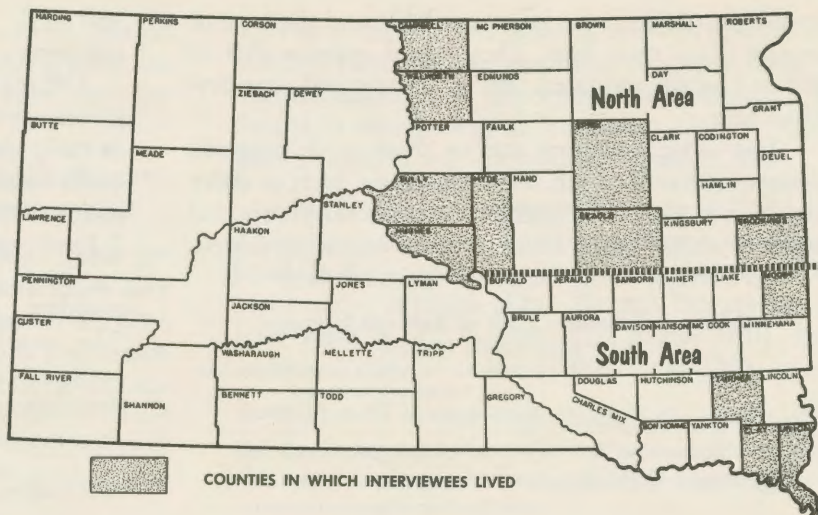 HARDING
PERKINS
CORSON
CAMPBELL
MC PHERSON
BROWN
MARSHALL
ROBERTS
WALWORTH
EDMUNDS
DAY
ZIEBACH
DEWEY
North Area
GRANT
BUTTE
POTTER
FAULK
SPINK
CLARK
CODINGTON
MEADE
DEUEL
HAMLIN
SULLY
HYDE
HAND
LAWRENCE
STANLEY
HAAKON
HUGHES
BEADLE
KINGSBURY
BROOKINGS
PENNINGTON
JONES
LYMAN
BUFFALO
JERAULD
SANBORN
MINER
LAKE
MOODY
JACKSON
BRULE
AURORA
CUSTER
DAVISON
HANSON
MC COOK
MINNEHAHA
WASHABAUGH
MELLETTE
TRIPP
South Area
FALL RIVER
SHANNON
BENNETT
TODD
GREGORY
DOUGLAS
HUTCHINSON
TURNER
LINCOLN
CHARLES MIX
BON HOMME
YANKTON
CLAY
UNION
COUNTIES IN WHICH INTERVIEWEES LIVED